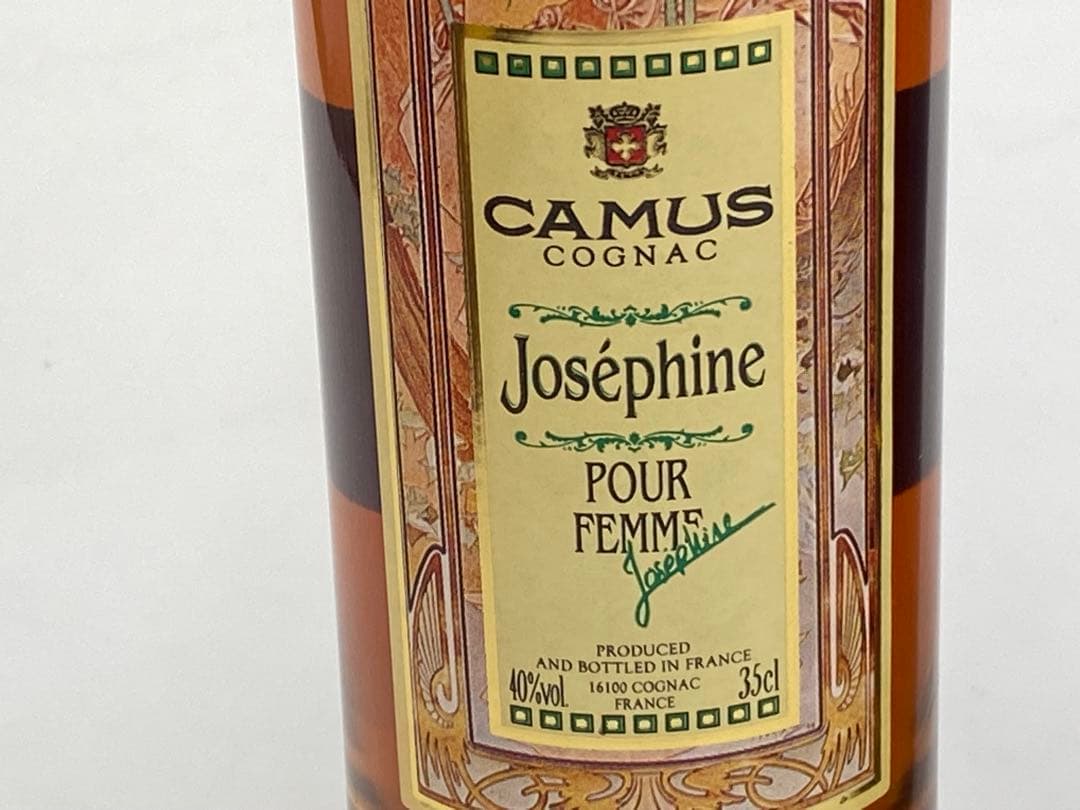 CAMUS
COGNAC
Joséphine
POUR
FEMME
Joséphine
PRODUCED
AND BOTTLED IN FRANCE
40%vol. 16100 COGNAC 35cl
FRANCE